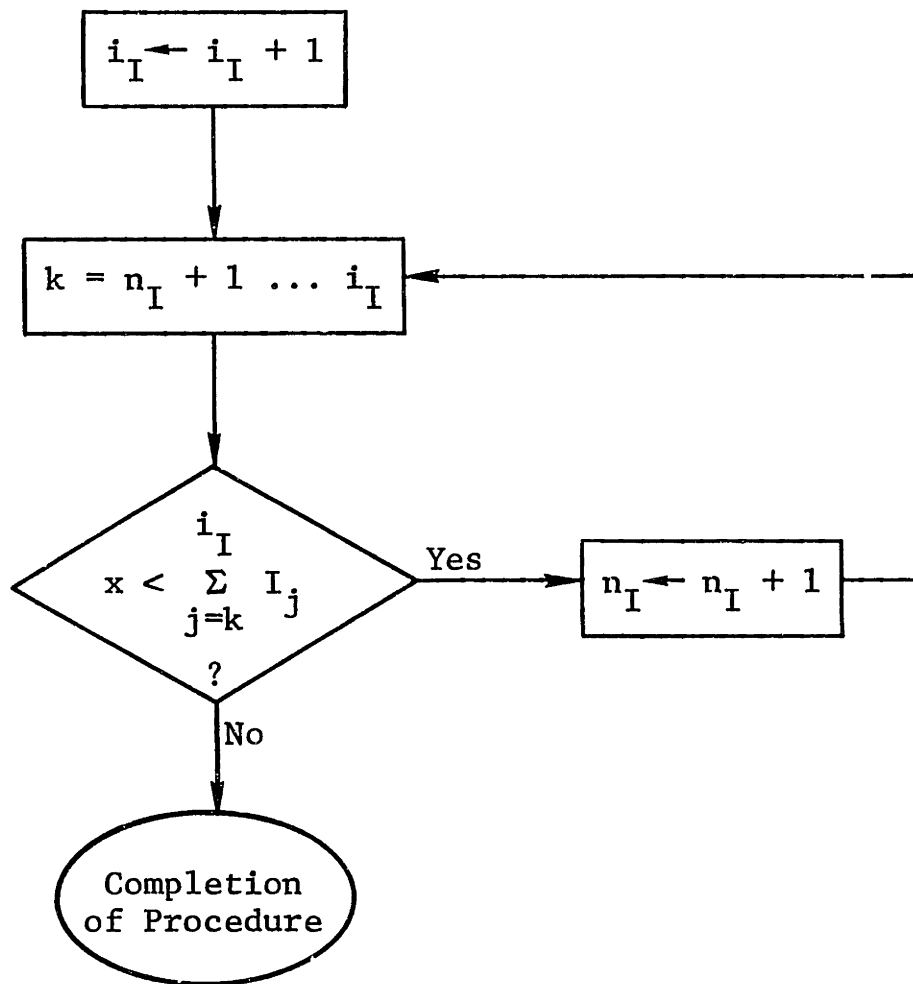 i_I ← i_I + 1
k = n_I + 1 ... i_I
i_I
x < Σ I_j
j=k
?
Yes
n_I ← n_I + 1
No
Completion
of Procedure